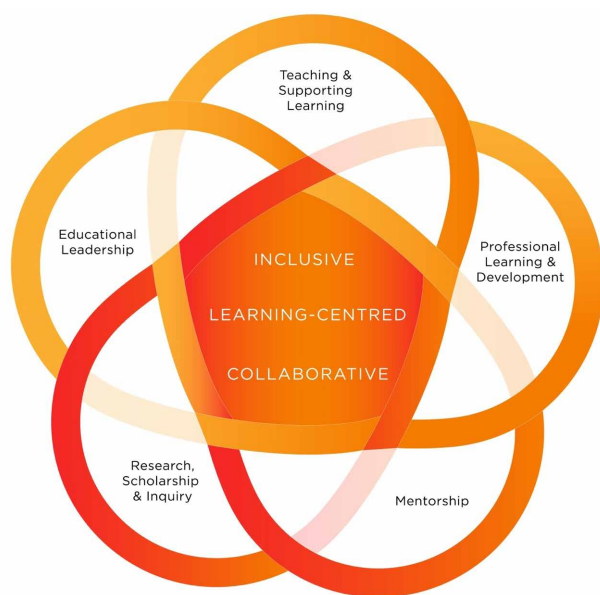 Teaching &
Supporting
Learning
Educational
Leadership
Professional
Learning &
Development
INCLUSIVE
LEARNING-CENTRED
COLLABORATIVE
Research,
Scholarship
& Inquiry
Mentorship